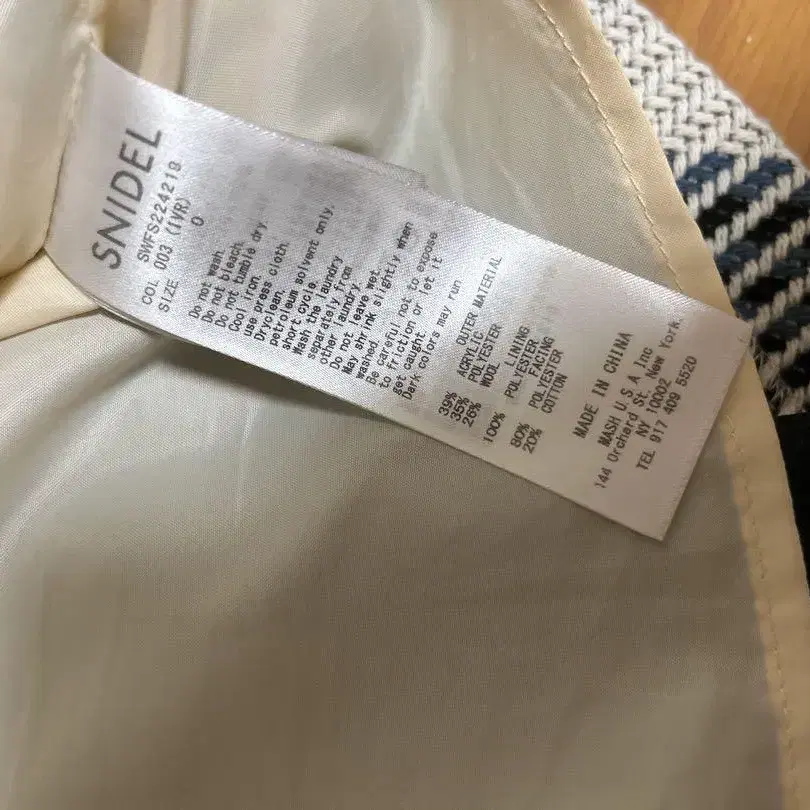 SNIDEL
SWFS224219
COL 003 (IVR)
SIZE 0
Do not wash.
Do not bleach.
Do not tumble dry.
Cool iron.
use press cloth.
Dryclean
petroleum solvent only.
short cycle.
Wash the laundry
separately from
other laundry.
Do not leave wet.
May shrink slightly when
washed.
Be careful not to expose
to friction or let it
get caught.
Dark colors may run.
OUTER MATERIAL
39% ACRYLIC
35% POLYESTER
26% WOOL
LINING
100% POLYESTER
FACING
80% POLYESTER
20% COTTON
MADE IN CHINA
MASH U S A Inc
144 Orchard St, New York.
NY 10002
TEL 917 409 5520